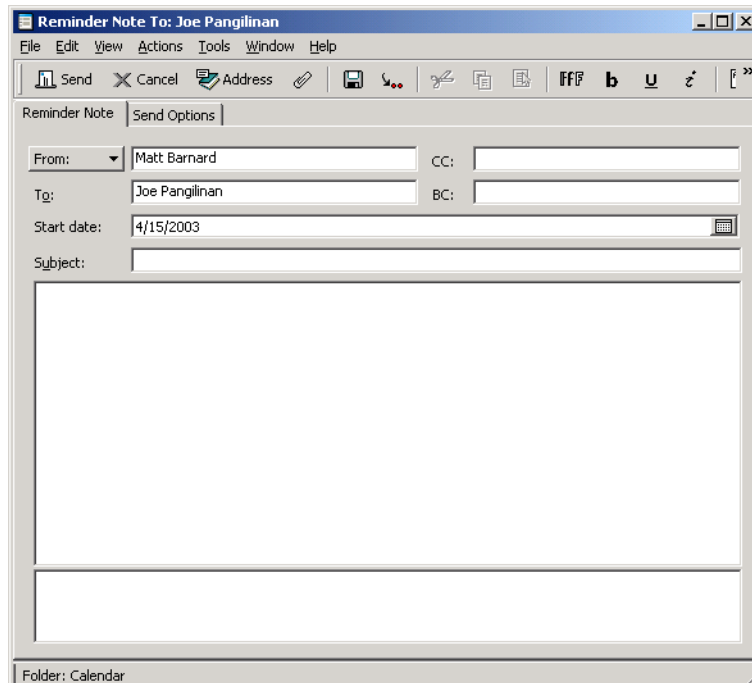 Reminder Note To: Joe Pangilinan
File Edit View Actions Tools Window Help
Send Cancel Address FfF b u i »
Reminder Note Send Options
From: Matt Barnard CC:
To: Joe Pangilinan BC:
Start date: 4/15/2003
Subject:
Folder: Calendar